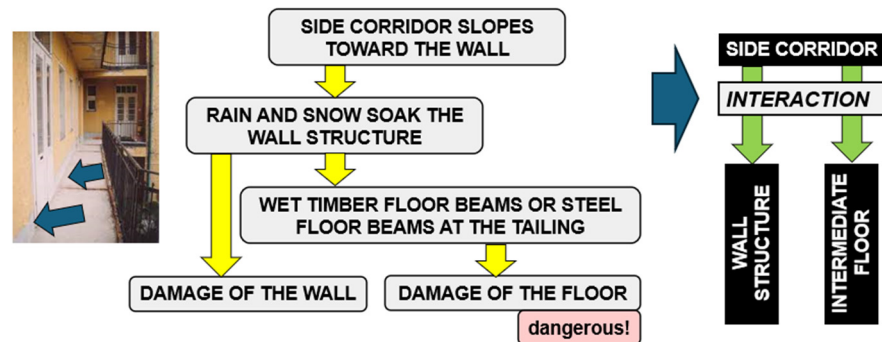 SIDE CORRIDOR SLOPES
TOWARD THE WALL
RAIN AND SNOW SOAK THE
WALL STRUCTURE
WET TIMBER FLOOR BEAMS OR STEEL
FLOOR BEAMS AT THE TAILING
DAMAGE OF THE WALL
DAMAGE OF THE FLOOR
dangerous!
SIDE CORRIDOR
INTERACTION
WALL
STRUCTURE
INTERMEDIATE
FLOOR